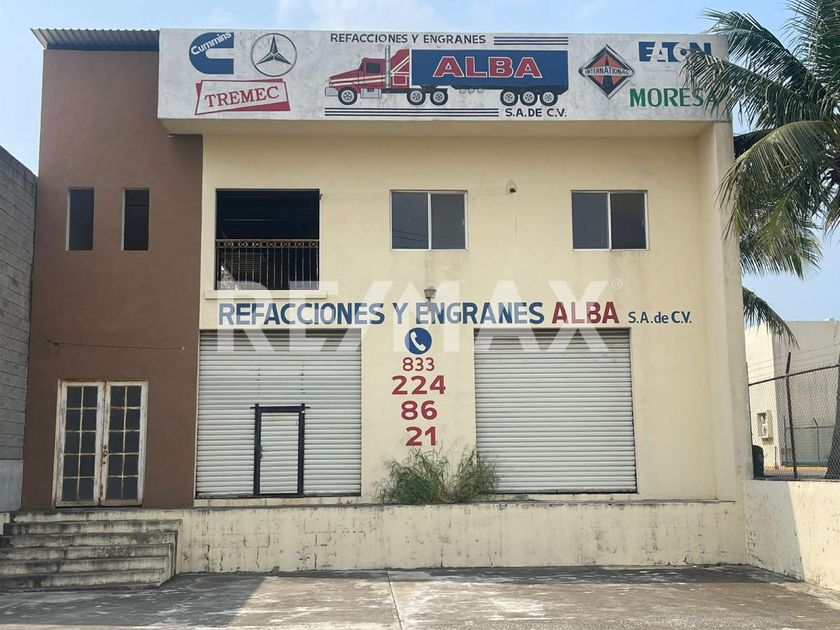 Cummins
TREMEC
REFACCIONES Y ENGRANES
ALBA
S.A.DE C.V.
INTERNATIONAL
EATON
MORESA
REFACCIONES Y ENGRANES ALBA S.A.de C.V.
RE/MAX®
833
224
86
21